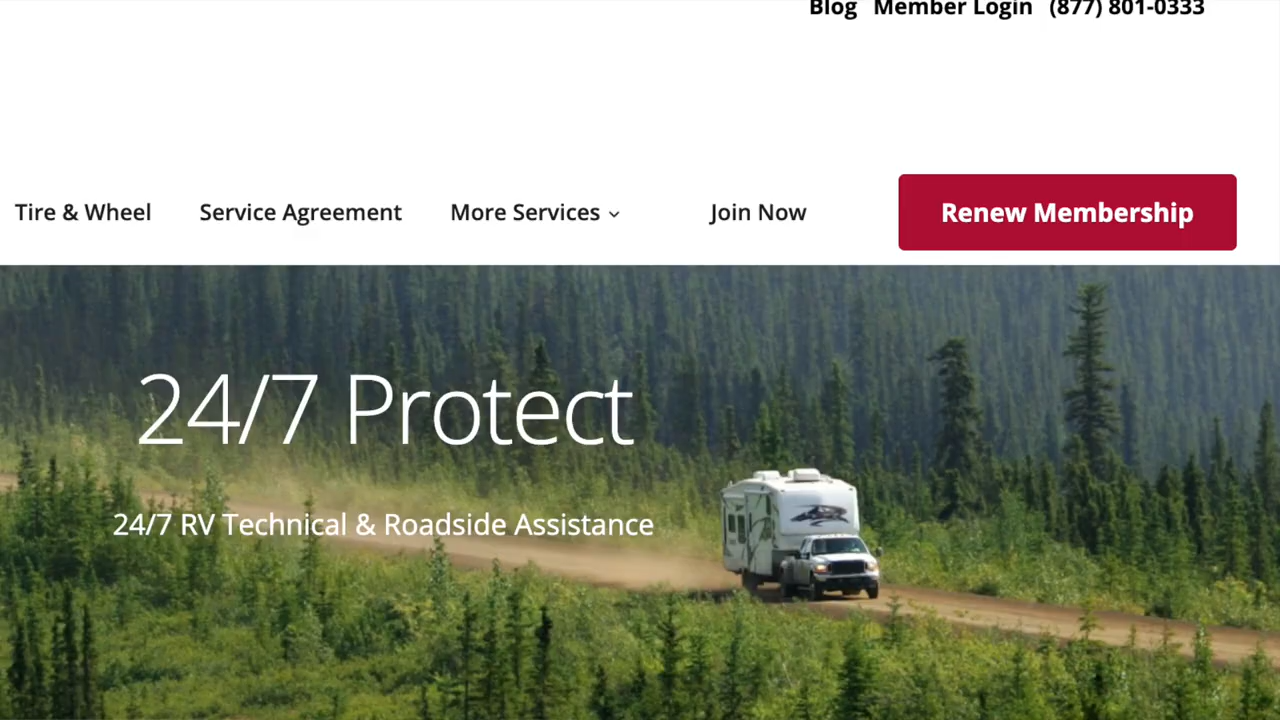 Blog Member Login (877) 801-0333
Tire & Wheel Service Agreement More Services Join Now Renew Membership
24/7 Protect
24/7 RV Technical & Roadside Assistance